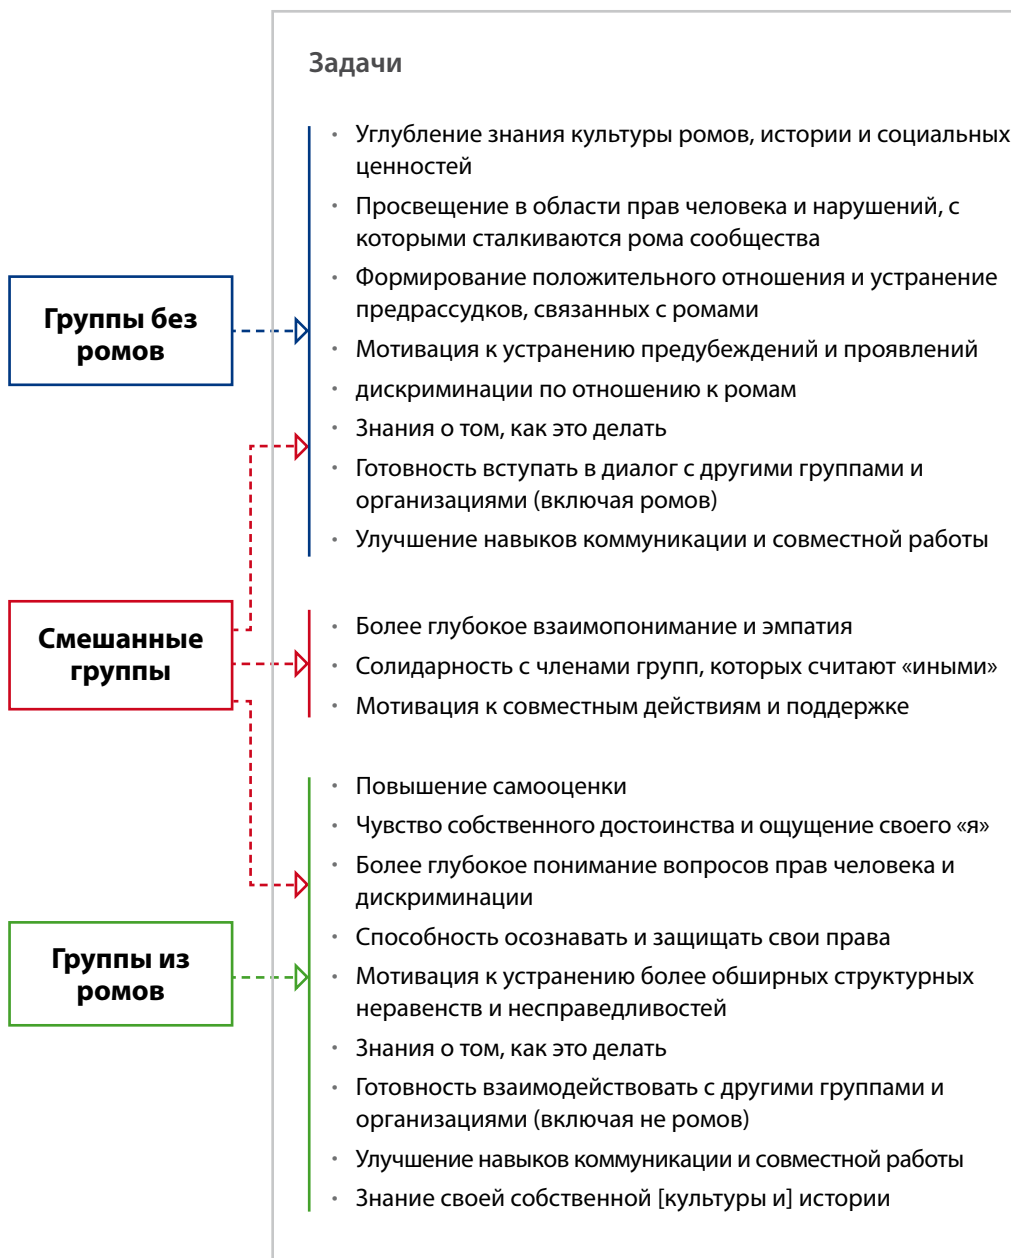 Задачи
• Углубление знания культуры ромов, истории и социальных
ценностей
• Просвещение в области прав человека и нарушений, с
которыми сталкиваются рома сообщества
• Формирование положительного отношения и устранение
предрассудков, связанных с ромами
• Мотивация к устранению предубеждений и проявлений
• дискриминации по отношению к ромам
• Знания о том, как это делать
• Готовность вступать в диалог с другими группами и
организациями (включая ромов)
• Улучшение навыков коммуникации и совместной работы
Группы без
ромов
• Более глубокое взаимопонимание и эмпатия
• Солидарность с членами групп, которых считают «иными»
• Мотивация к совместным действиям и поддержке
Смешанные
группы
• Повышение самооценки
• Чувство собственного достоинства и ощущение своего «я»
• Более глубокое понимание вопросов прав человека и
дискриминации
• Способность осознавать и защищать свои права
• Мотивация к устранению более обширных структурных
неравенств и несправедливостей
• Знания о том, как это делать
• Готовность взаимодействовать с другими группами и
организациями (включая не ромов)
• Улучшение навыков коммуникации и совместной работы
• Знание своей собственной [культуры и] истории
Группы из
ромов